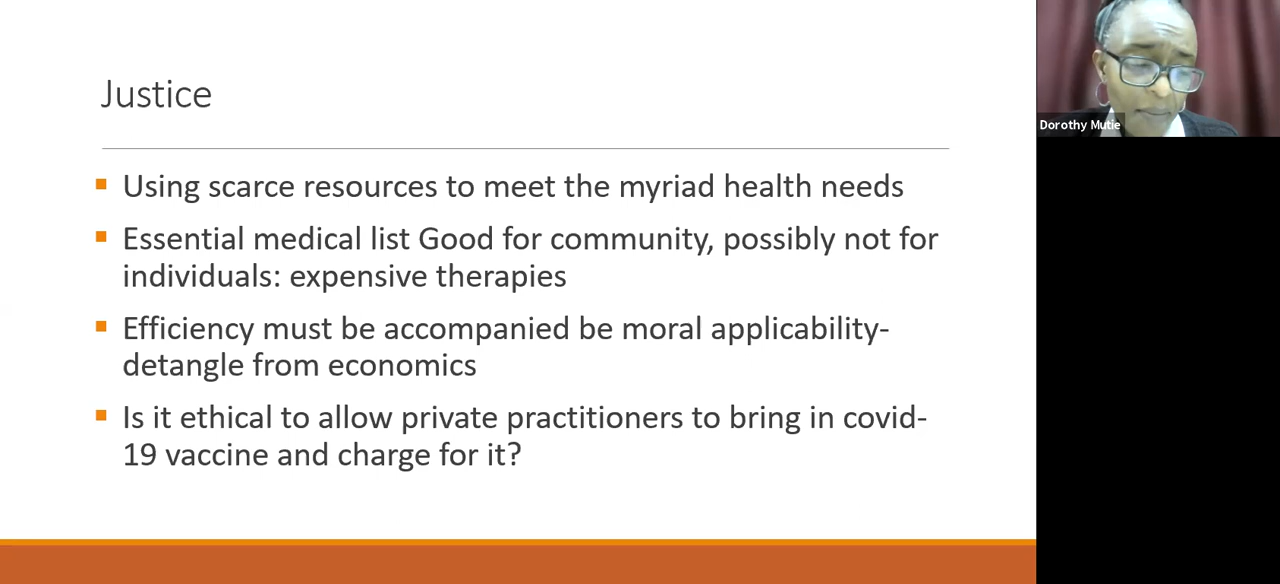 Justice
Using scarce resources to meet the myriad health needs
Essential medical list Good for community, possibly not for
individuals: expensive therapies
Efficiency must be accompanied be moral applicability-
detangle from economics
Is it ethical to allow private practitioners to bring in covid-
19 vaccine and charge for it?
Dorothy Mutie